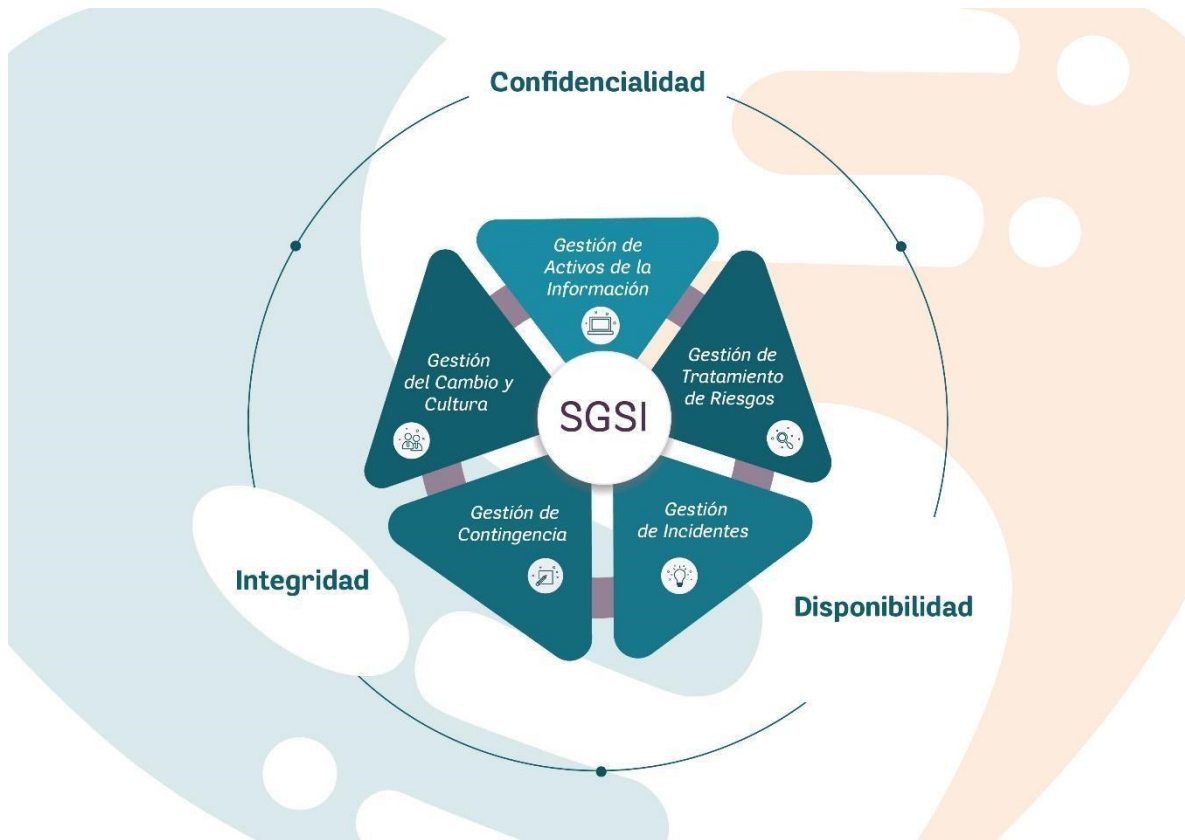 Confidencialidad
Gestión de
Activos de la
Información
Gestión
del Cambio y
Cultura
Gestión de
Tratamiento
de Riesgos
SGSI
Gestión de
Contingencia
Gestión
de Incidentes
Integridad
Disponibilidad